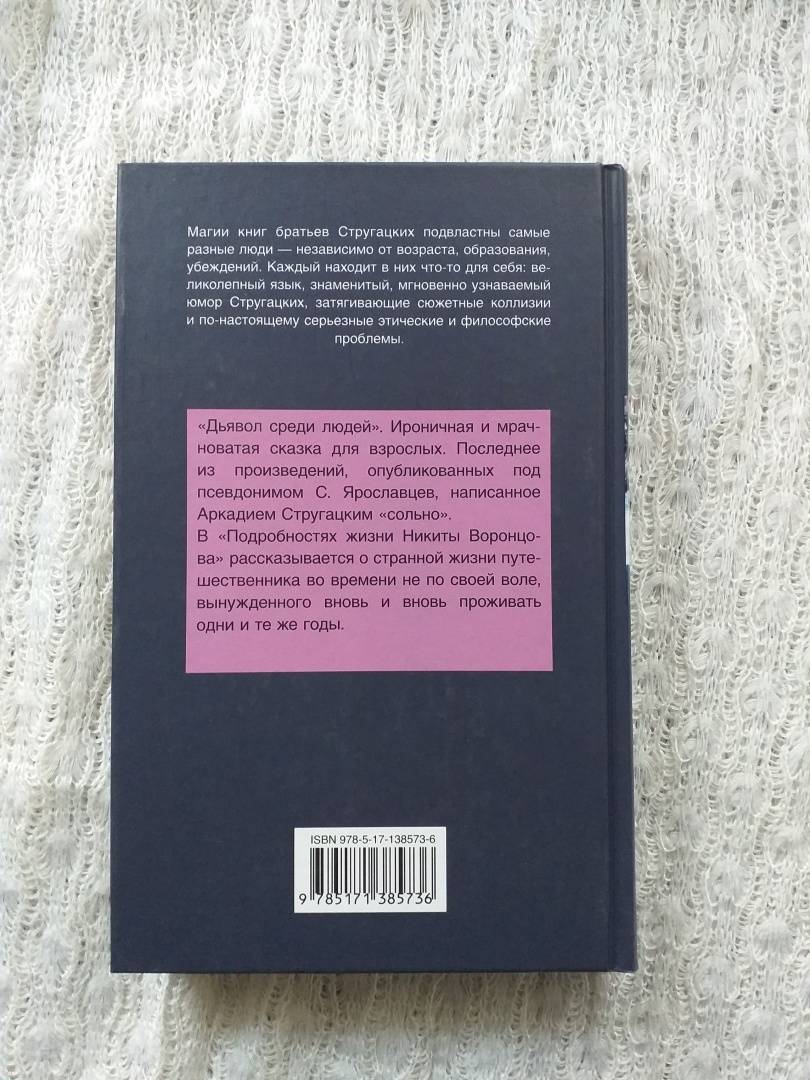 Магии книг братьев Стругацких подвластны самые
разные люди — независимо от возраста, образования,
убеждений. Каждый находит в них что-то для себя: ве-
ликолепный язык, знаменитый, мгновенно узнаваемый
юмор Стругацких, затягивающие сюжетные коллизии
и по-настоящему серьезные этические и философские
проблемы.
«Дьявол среди людей». Ироничная и мрач-
новатая сказка для взрослых. Последнее
из произведений, опубликованных под
псевдонимом С. Ярославцев, написанное
Аркадием Стругацким «сольно».
В «Подробностях жизни Никиты Воронцо-
ва» рассказывается о странной жизни путе-
шественника во времени не по своей воле,
вынужденного вновь и вновь проживать
одни и те же годы.
ISBN 978-5-17-138573-6
9 785171 385736